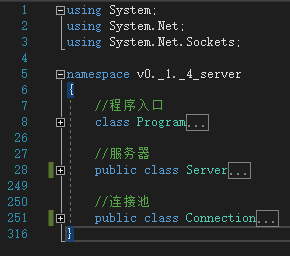 1 using System;
2 using System.Net;
3 using System.Net.Sockets;
4
5 namespace v0._1._4_server
6 {
7 //程序入口
8 class Program...
27
28 //服务器
28 public class Server...
249
250 //连接池
251 public class Connection...
316 }